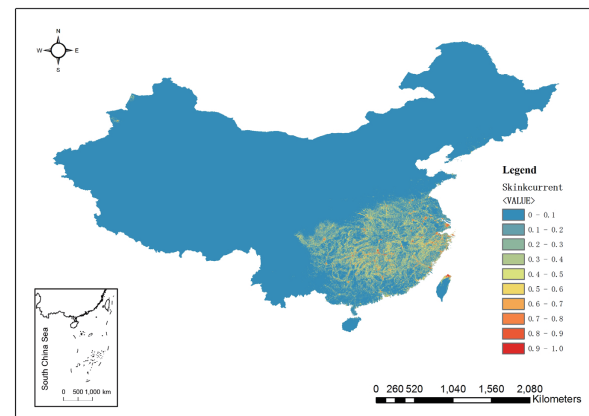 N
W E
S
Legend
Skinkcurrent
<VALUE>
0 - 0.1
0.1 - 0.2
0.2 - 0.3
0.3 - 0.4
0.4 - 0.5
0.5 - 0.6
0.6 - 0.7
0.7 - 0.8
0.8 - 0.9
0.9 - 1.0
South China Sea
0 500 1,000 km
0 260 520 1,040 1,560 2,080
Kilometers